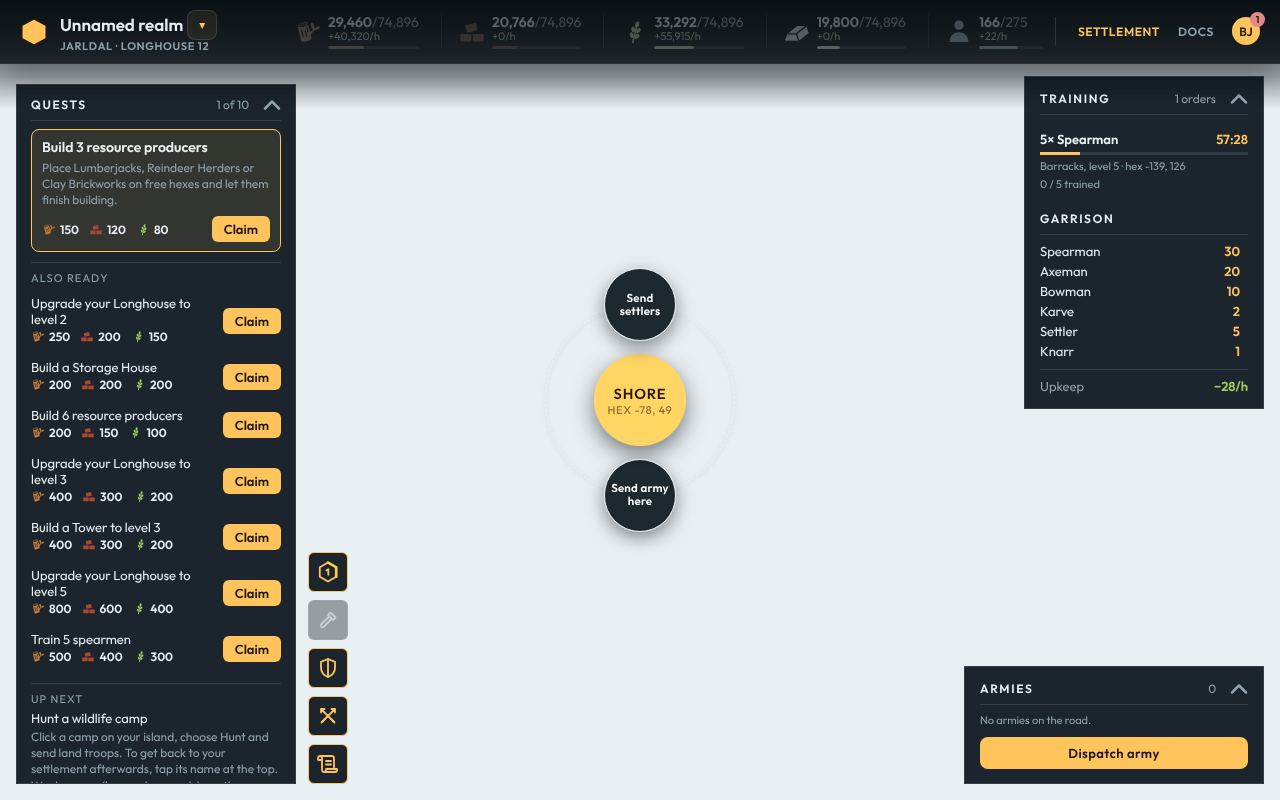 Unnamed realm ▼
JARLDAL · LONGHOUSE 12
29,460/74,896
+40,320/h
20,766/74,896
+0/h
33,292/74,896
+55,915/h
19,800/74,896
+0/h
166/275
+22/h
SETTLEMENT
DOCS
BJ
1
QUESTS
1 of 10
Build 3 resource producers
Place Lumberjacks, Reindeer Herders or
Clay Brickworks on free hexes and let them
finish building.
150 120 80
Claim
ALSO READY
Upgrade your Longhouse to
level 2
250 200 150
Claim
Build a Storage House
200 200 200
Claim
Build 6 resource producers
200 150 100
Claim
Upgrade your Longhouse to
level 3
400 300 200
Claim
Build a Tower to level 3
400 300 200
Claim
Upgrade your Longhouse to
level 5
800 600 400
Claim
Train 5 spearmen
500 400 300
Claim
UP NEXT
Hunt a wildlife camp
Click a camp on your island, choose Hunt and
send land troops. To get back to your
settlement afterwards, tap its name at the top.
1
Send
settlers
SHORE
HEX -78, 49
Send army
here
TRAINING
1 orders
5× Spearman 57:28
Barracks, level 5 · hex -139, 126
0 / 5 trained
GARRISON
Spearman 30
Axeman 20
Bowman 10
Karve 2
Settler 5
Knarr 1
Upkeep −28/h
ARMIES
0
No armies on the road.
Dispatch army